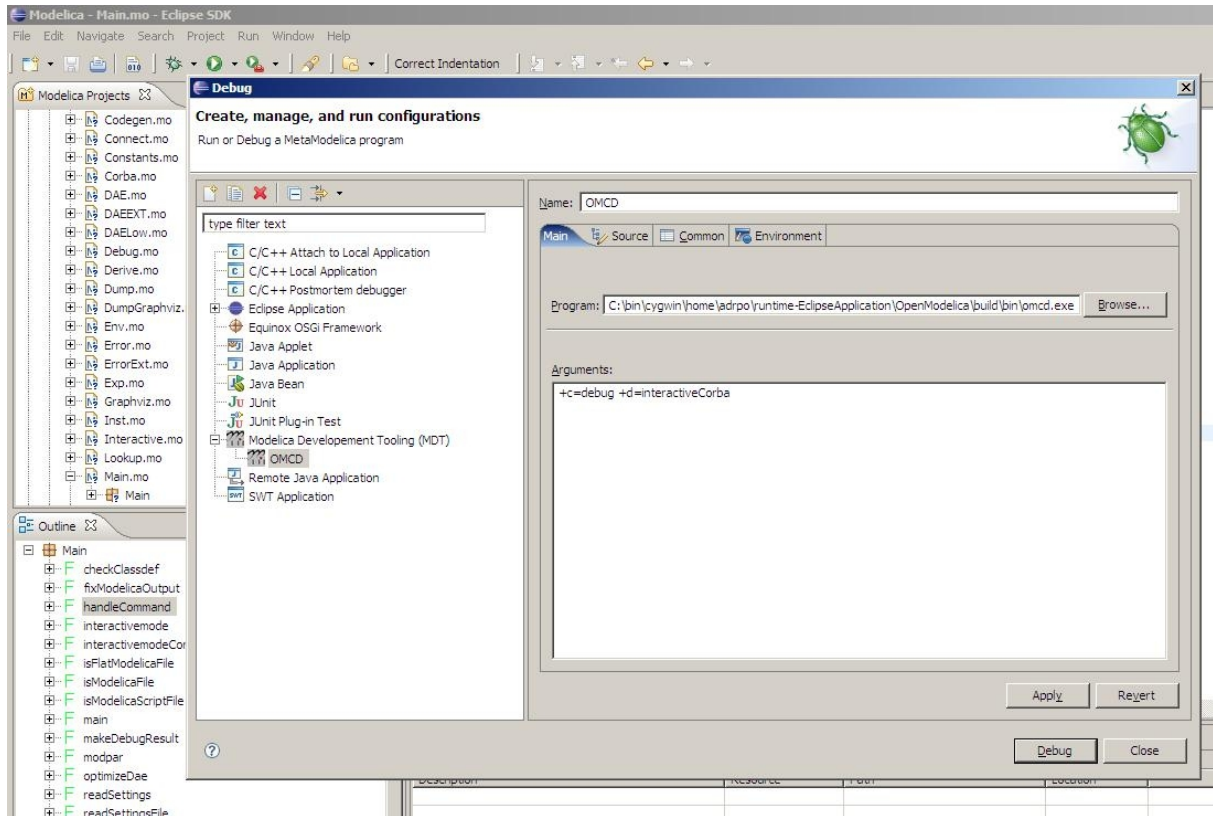 Modelica - Main.mo - Eclipse SDK
File Edit Navigate Search Project Run Window Help
Correct Indentation
Modelica Projects
Codegen.mo
Connect.mo
Constants.mo
Corba.mo
DAE.mo
DAEEXT.mo
DAELow.mo
Debug.mo
Derive.mo
Dump.mo
DumpGraphviz.
Env.mo
Error.mo
ErrorExt.mo
Exp.mo
Graphviz.mo
Inst.mo
Interactive.mo
Lookup.mo
Main.mo
Main
Outline
Main
checkClassdef
fixModelicaOutput
handleCommand
interactivemode
interactivemodeCor
isFlatModelicaFile
isModelicaFile
isModelicaScriptFile
main
makeDebugResult
modpar
optimizeDae
readSettings
readSettingsFile
Debug
Create, manage, and run configurations
Run or Debug a MetaModelica program
type filter text
C/C++ Attach to Local Application
C/C++ Local Application
C/C++ Postmortem debugger
Eclipse Application
Equinox OSGi Framework
Java Applet
Java Application
Java Bean
JUnit
JUnit Plug-in Test
Modelica Developement Tooling (MDT)
OMCD
Remote Java Application
SWT Application
Name: OMCD
Main Source Common Environment
Program: C:\bin\cygwin\home\adrpo\runtime-EclipseApplication\OpenModelica\build\bin\omcd.exe Browse...
Arguments:
+c=debug +d=interactiveCorba
Apply Revert
Debug Close
Description Resource Path Location